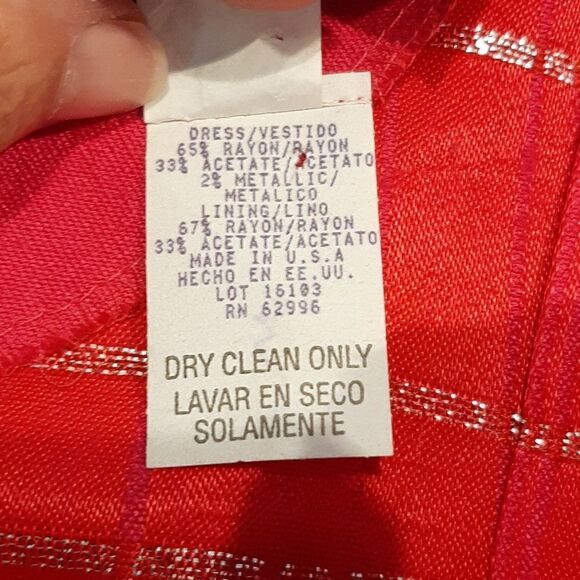 DRESS/VESTIDO
65% RAYON/RAYON
33% ACETATE/ACETATO
2% METALLIC/
METALICO
LINING/LINO
67% RAYON/RAYON
33% ACETATE/ACETATO
MADE IN U.S.A
HECHO EN EE.UU.
LOT 16103
RN 62996
DRY CLEAN ONLY
LAVAR EN SECO
SOLAMENTE